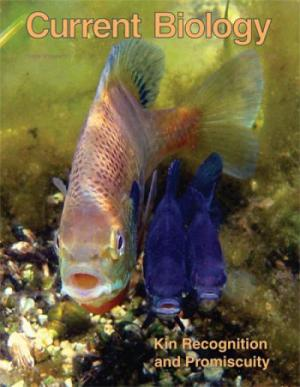 Current Biology
Kin Recognition
and Promiscuity